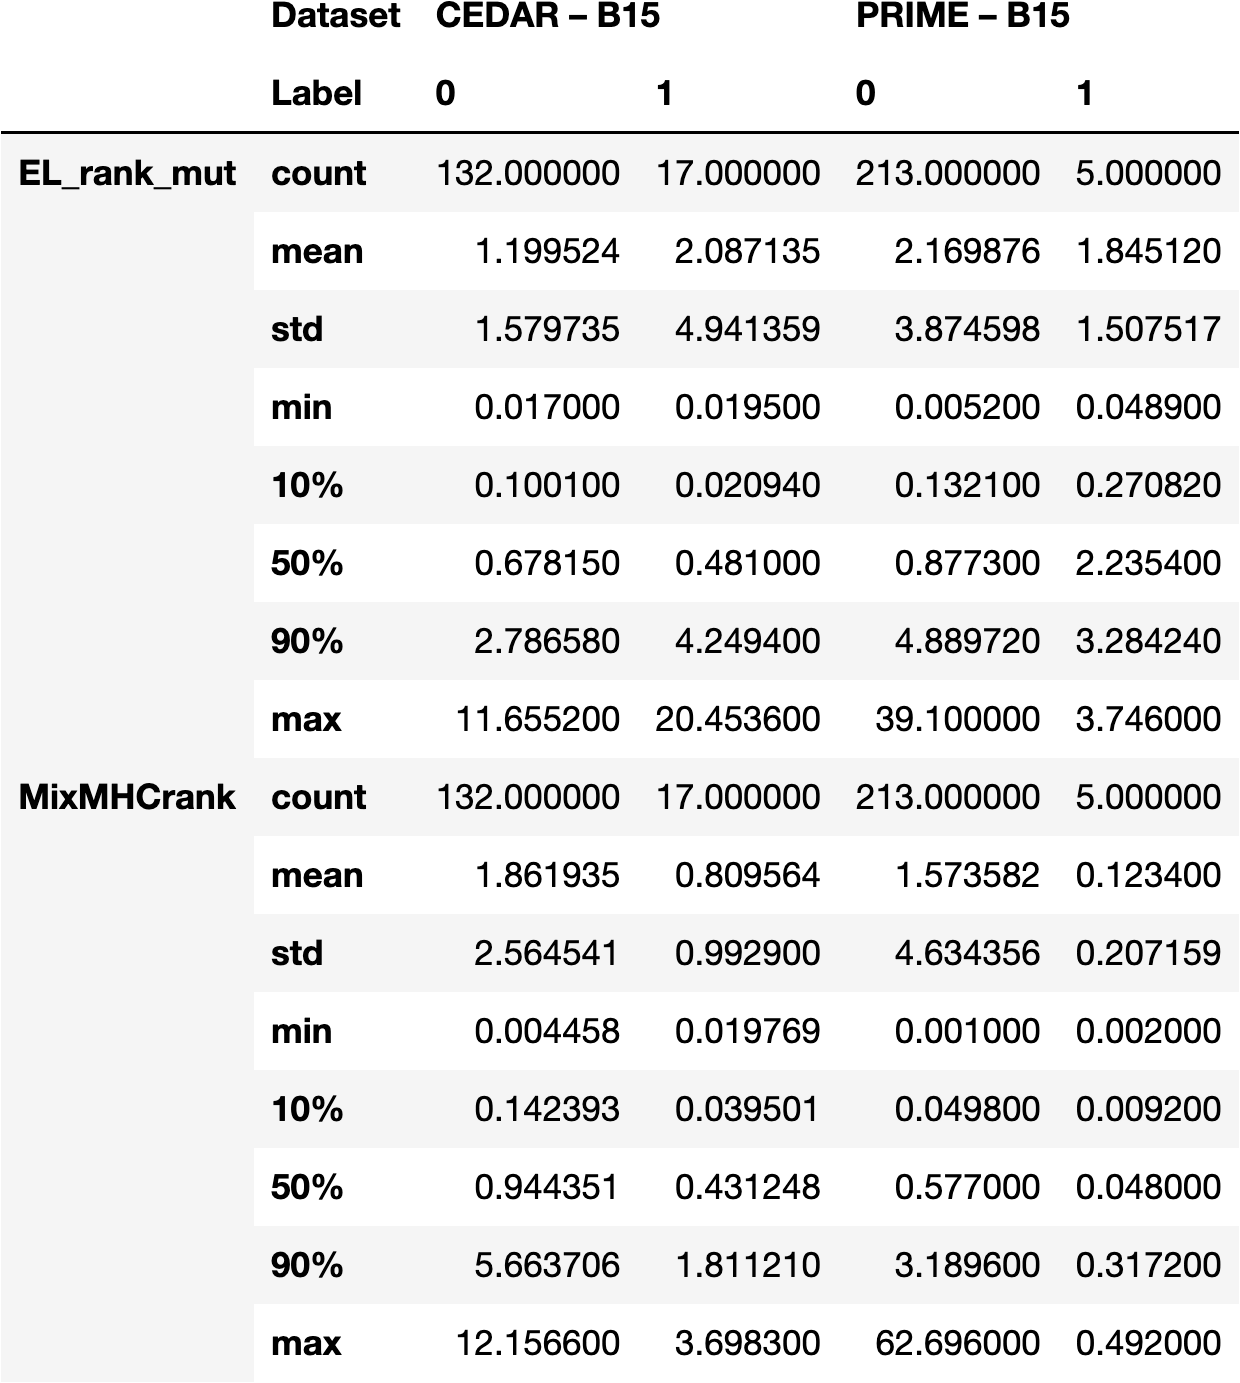 Dataset CEDAR – B15 PRIME – B15
Label 0 1 0 1
EL_rank_mut count 132.000000 17.000000 213.000000 5.000000
mean 1.199524 2.087135 2.169876 1.845120
std 1.579735 4.941359 3.874598 1.507517
min 0.017000 0.019500 0.005200 0.048900
10% 0.100100 0.020940 0.132100 0.270820
50% 0.678150 0.481000 0.877300 2.235400
90% 2.786580 4.249400 4.889720 3.284240
max 11.655200 20.453600 39.100000 3.746000
MixMHCrank count 132.000000 17.000000 213.000000 5.000000
mean 1.861935 0.809564 1.573582 0.123400
std 2.564541 0.992900 4.634356 0.207159
min 0.004458 0.019769 0.001000 0.002000
10% 0.142393 0.039501 0.049800 0.009200
50% 0.944351 0.431248 0.577000 0.048000
90% 5.663706 1.811210 3.189600 0.317200
max 12.156600 3.698300 62.696000 0.492000